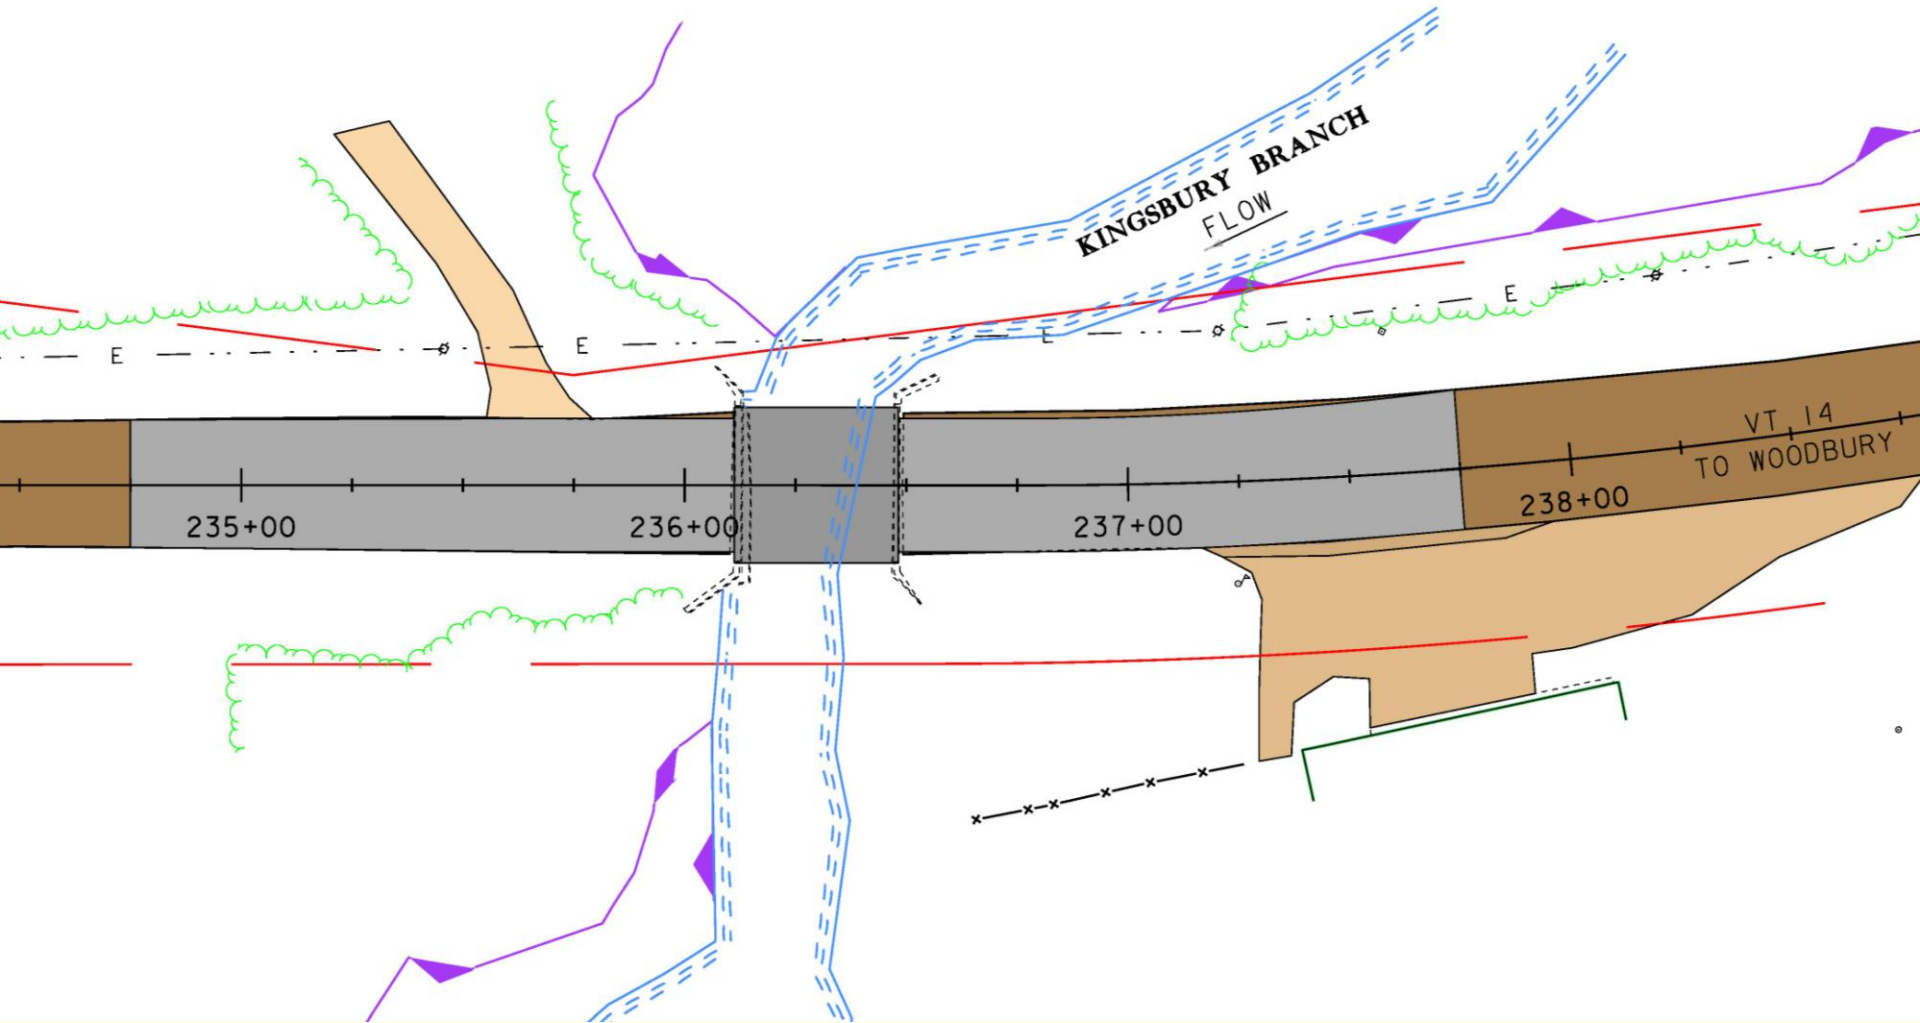 KINGSBURY BRANCH
FLOW
E
E
E
E
VT 14
TO WOODBURY
235+00
236+00
237+00
238+00